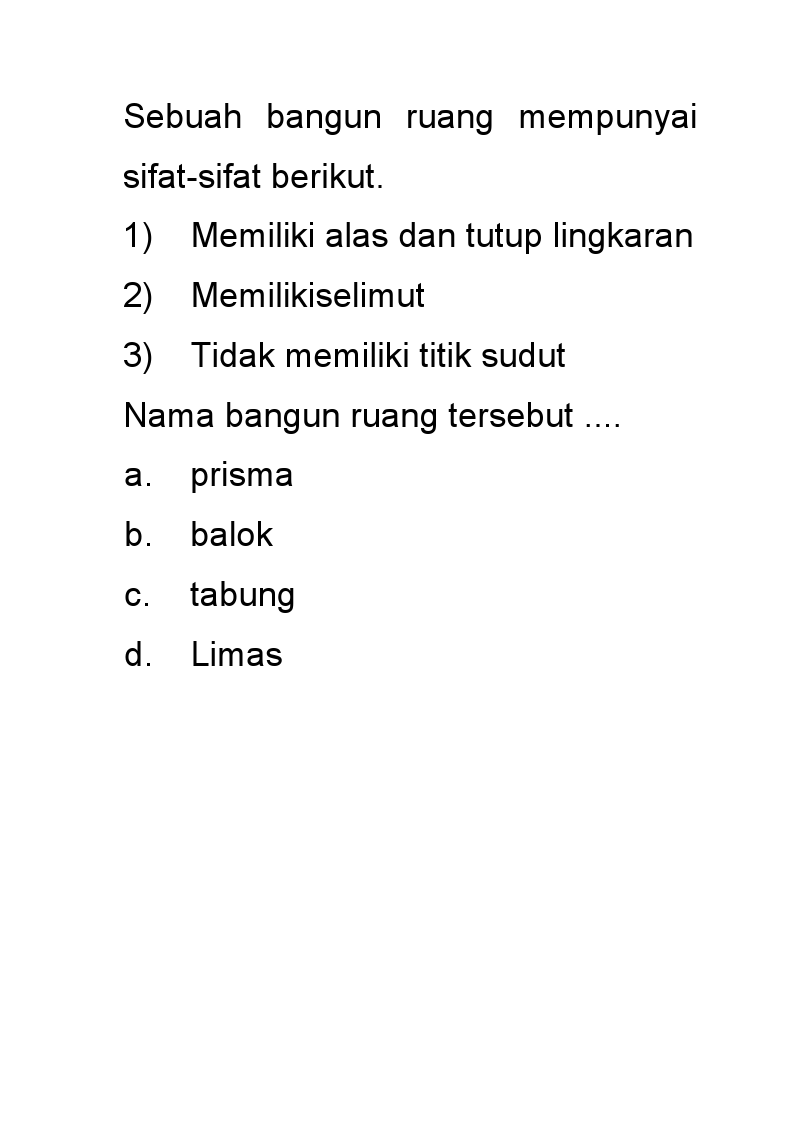 Sebuah bangun ruang mempunyai
sifat-sifat berikut.
1) Memiliki alas dan tutup lingkaran
2) Memilikiselimut
3) Tidak memiliki titik sudut
Nama bangun ruang tersebut ....
a. prisma
b. balok
c. tabung
d. Limas